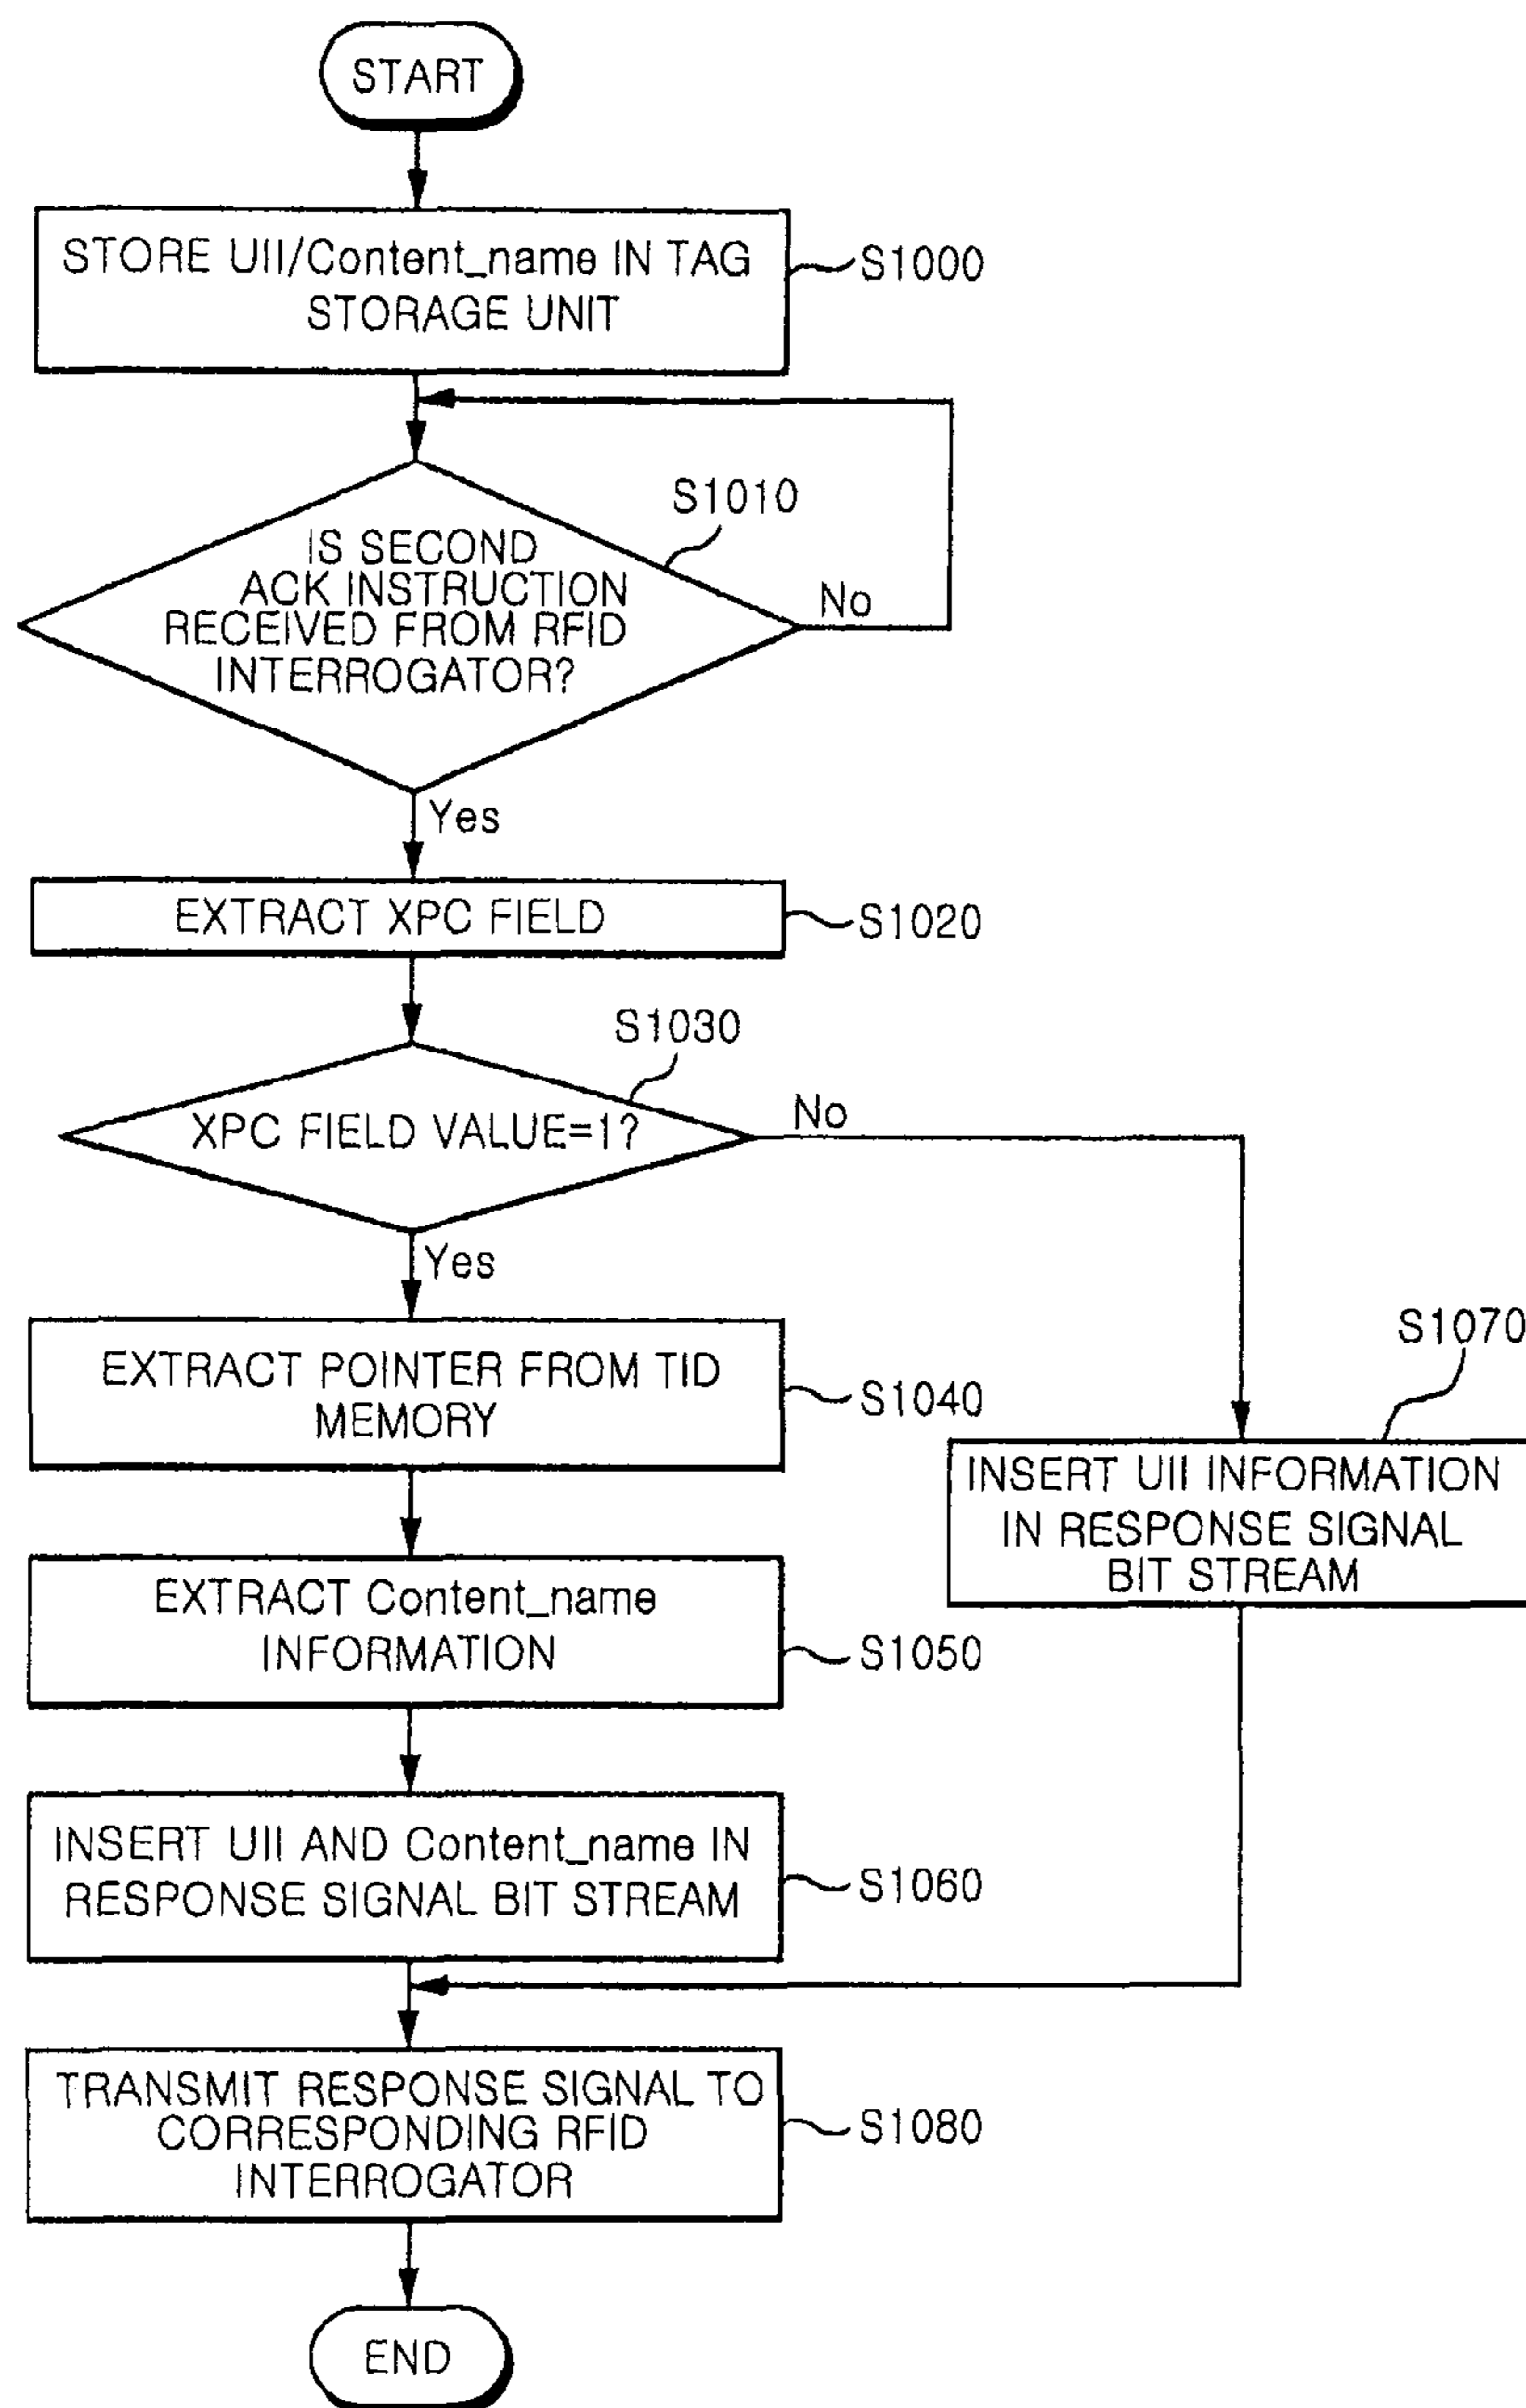 START
STORE UII/Content_name IN TAG
STORAGE UNIT
S1000
S1010
IS SECOND
ACK INSTRUCTION
RECEIVED FROM RFID
INTERROGATOR?
No
Yes
EXTRACT XPC FIELD
S1020
S1030
XPC FIELD VALUE=1?
No
Yes
EXTRACT POINTER FROM TID
MEMORY
S1040
S1070
INSERT UII INFORMATION
IN RESPONSE SIGNAL
BIT STREAM
EXTRACT Content_name
INFORMATION
S1050
INSERT UII AND Content_name IN
RESPONSE SIGNAL BIT STREAM
S1060
TRANSMIT RESPONSE SIGNAL TO
CORRESPONDING RFID
INTERROGATOR
S1080
END